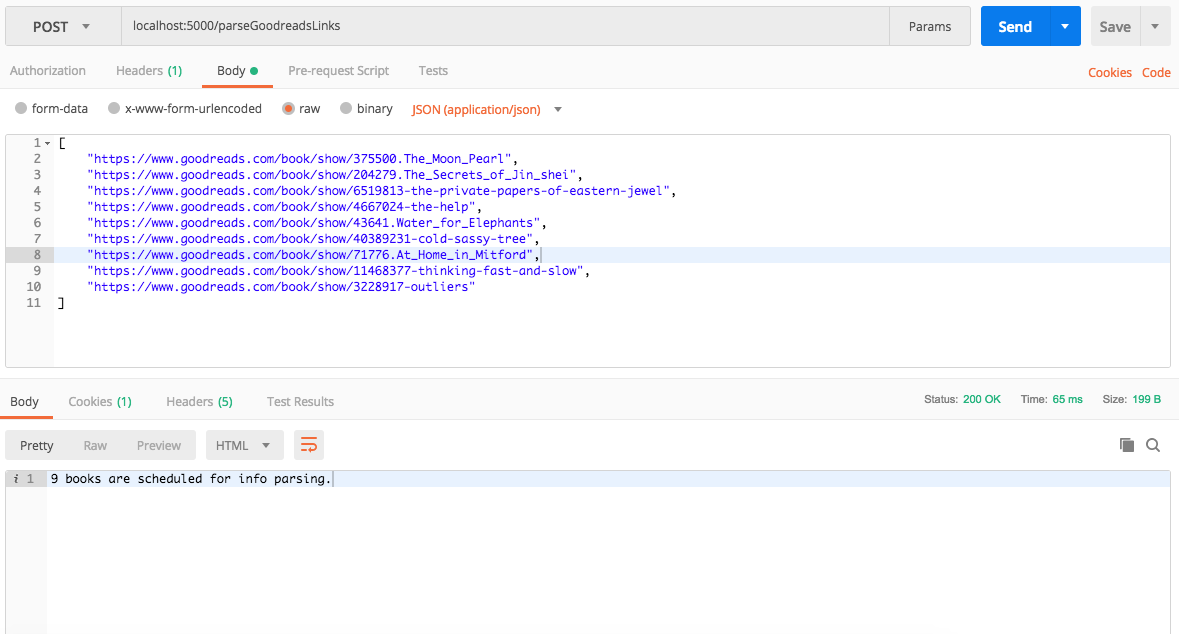 POST localhost:5000/parseGoodreadsLinks Params Send Save
Authorization Headers (1) Body Pre-request Script Tests Cookies Code
form-data x-www-form-urlencoded raw binary JSON (application/json)
1 [
2 "https://www.goodreads.com/book/show/375500.The_Moon_Pearl",
3 "https://www.goodreads.com/book/show/204279.The_Secrets_of_Jin_shei",
4 "https://www.goodreads.com/book/show/6519813-the-private-papers-of-eastern-jewel",
5 "https://www.goodreads.com/book/show/4667024-the-help",
6 "https://www.goodreads.com/book/show/43641.Water_for_Elephants",
7 "https://www.goodreads.com/book/show/40389231-cold-sassy-tree",
8 "https://www.goodreads.com/book/show/71776.At_Home_in_Mitford",
9 "https://www.goodreads.com/book/show/11468377-thinking-fast-and-slow",
10 "https://www.goodreads.com/book/show/3228917-outliers"
11 ]
Body Cookies (1) Headers (5) Test Results Status: 200 OK Time: 65 ms Size: 199 B
Pretty Raw Preview HTML
i 1 9 books are scheduled for info parsing.